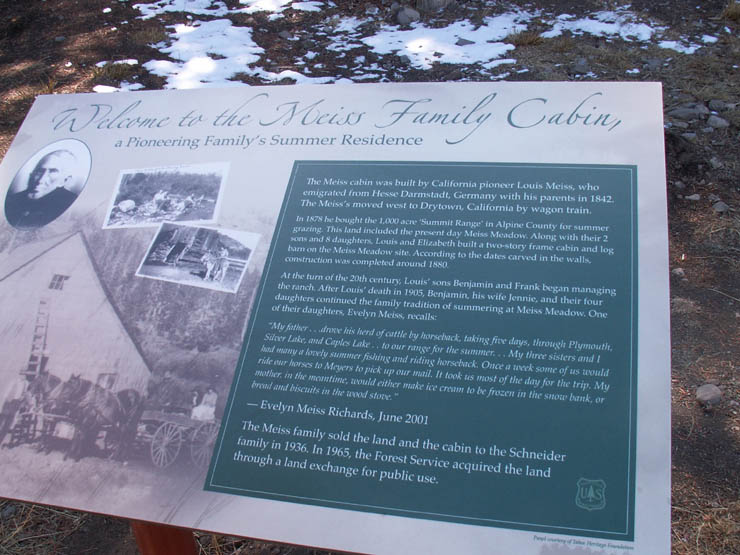 Welcome to the Meiss Family Cabin,
a Pioneering Family's Summer Residence
The Meiss cabin was built by California pioneer Louis Meiss, who
emigrated from Hesse Darmstadt, Germany with his parents in 1842.
The Meiss's moved west to Drytown, California by wagon train.
In 1878 he bought the 1,000 acre 'Summit Range' in Alpine County for summer
grazing. This land included the present day Meiss Meadow. Along with their 2
sons and 8 daughters, Louis and Elizabeth built a two-story frame cabin and log
barn on the Meiss Meadow site. According to the dates carved in the walls,
construction was completed around 1880.
At the turn of the 20th century, Louis' sons Benjamin and Frank began managing
the ranch. After Louis' death in 1905, Benjamin, his wife Jennie, and their four
daughters continued the family tradition of summering at Meiss Meadow. One
of their daughters, Evelyn Meiss, recalls:
"My father . . .drove his herd of cattle by horseback, taking five days, through Plymouth,
Silver Lake, and Caples Lake . . to our range for the summer. . . My three sisters and I
had many a lovely summer fishing and riding horseback. Once a week some of us would
ride our horses to Meyers to pick up our mail. It took us most of the day for the trip. My
mother, in the meantime, would either make ice cream to be frozen in the snow bank, or
bread and biscuits in the wood stove."
— Evelyn Meiss Richards, June 2001
The Meiss family sold the land and the cabin to the Schneider
family in 1936. In 1965, the Forest Service acquired the land
through a land exchange for public use.
UAS
Panel courtesy of Tahoe Heritage Foundation